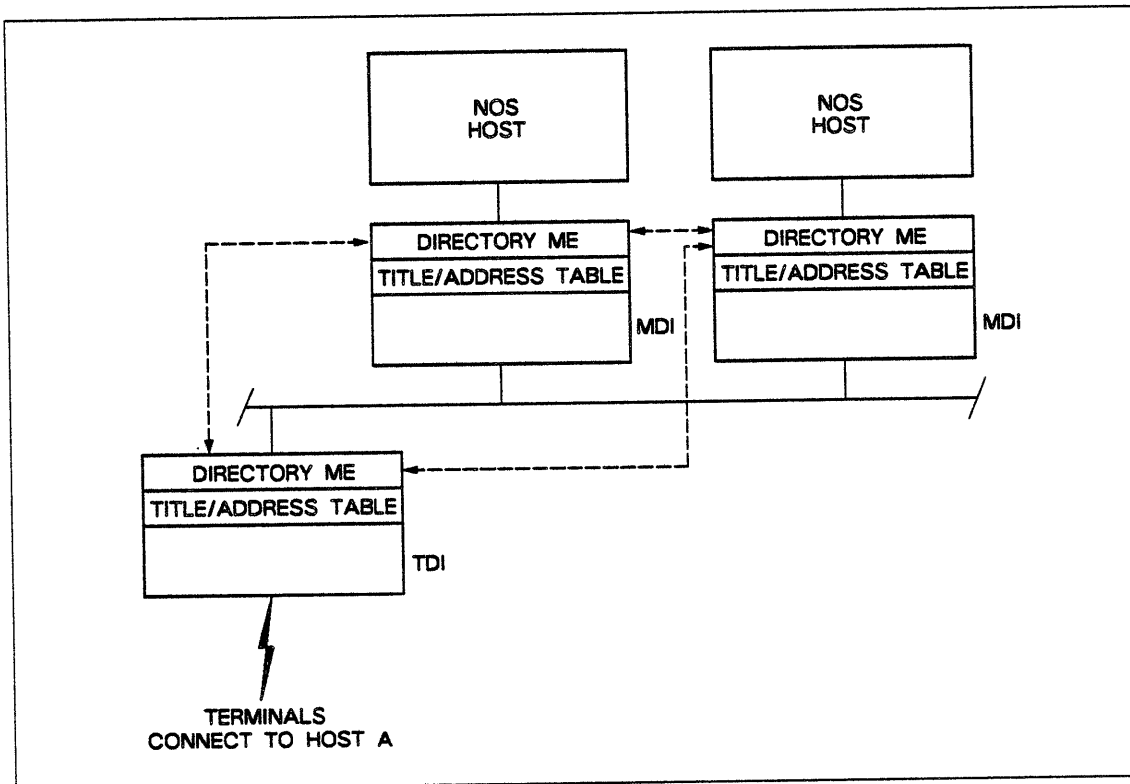 NOS
HOST
NOS
HOST
DIRECTORY ME
TITLE/ADDRESS TABLE
MDI
DIRECTORY ME
TITLE/ADDRESS TABLE
MDI
DIRECTORY ME
TITLE/ADDRESS TABLE
TDI
TERMINALS
CONNECT TO HOST A